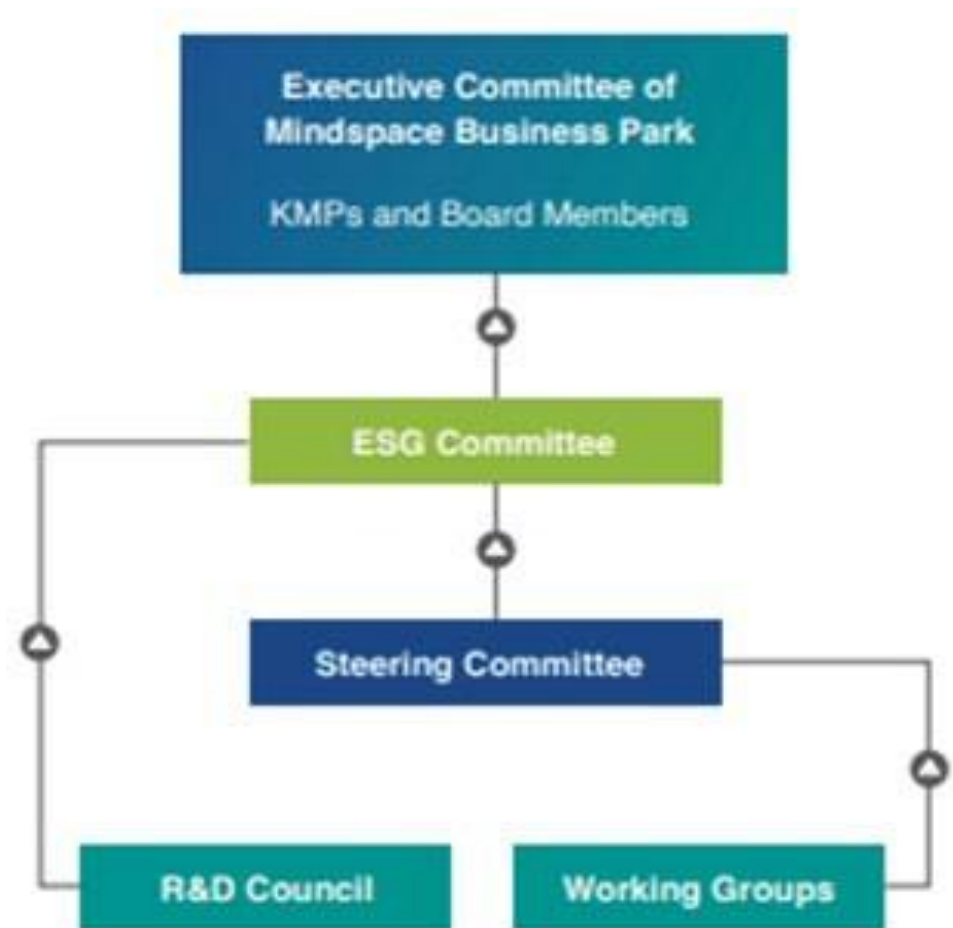 Executive Committee of
Mindspace Business Park
KMPs and Board Members
ESG Committee
Steering Committee
R&D Council
Working Groups